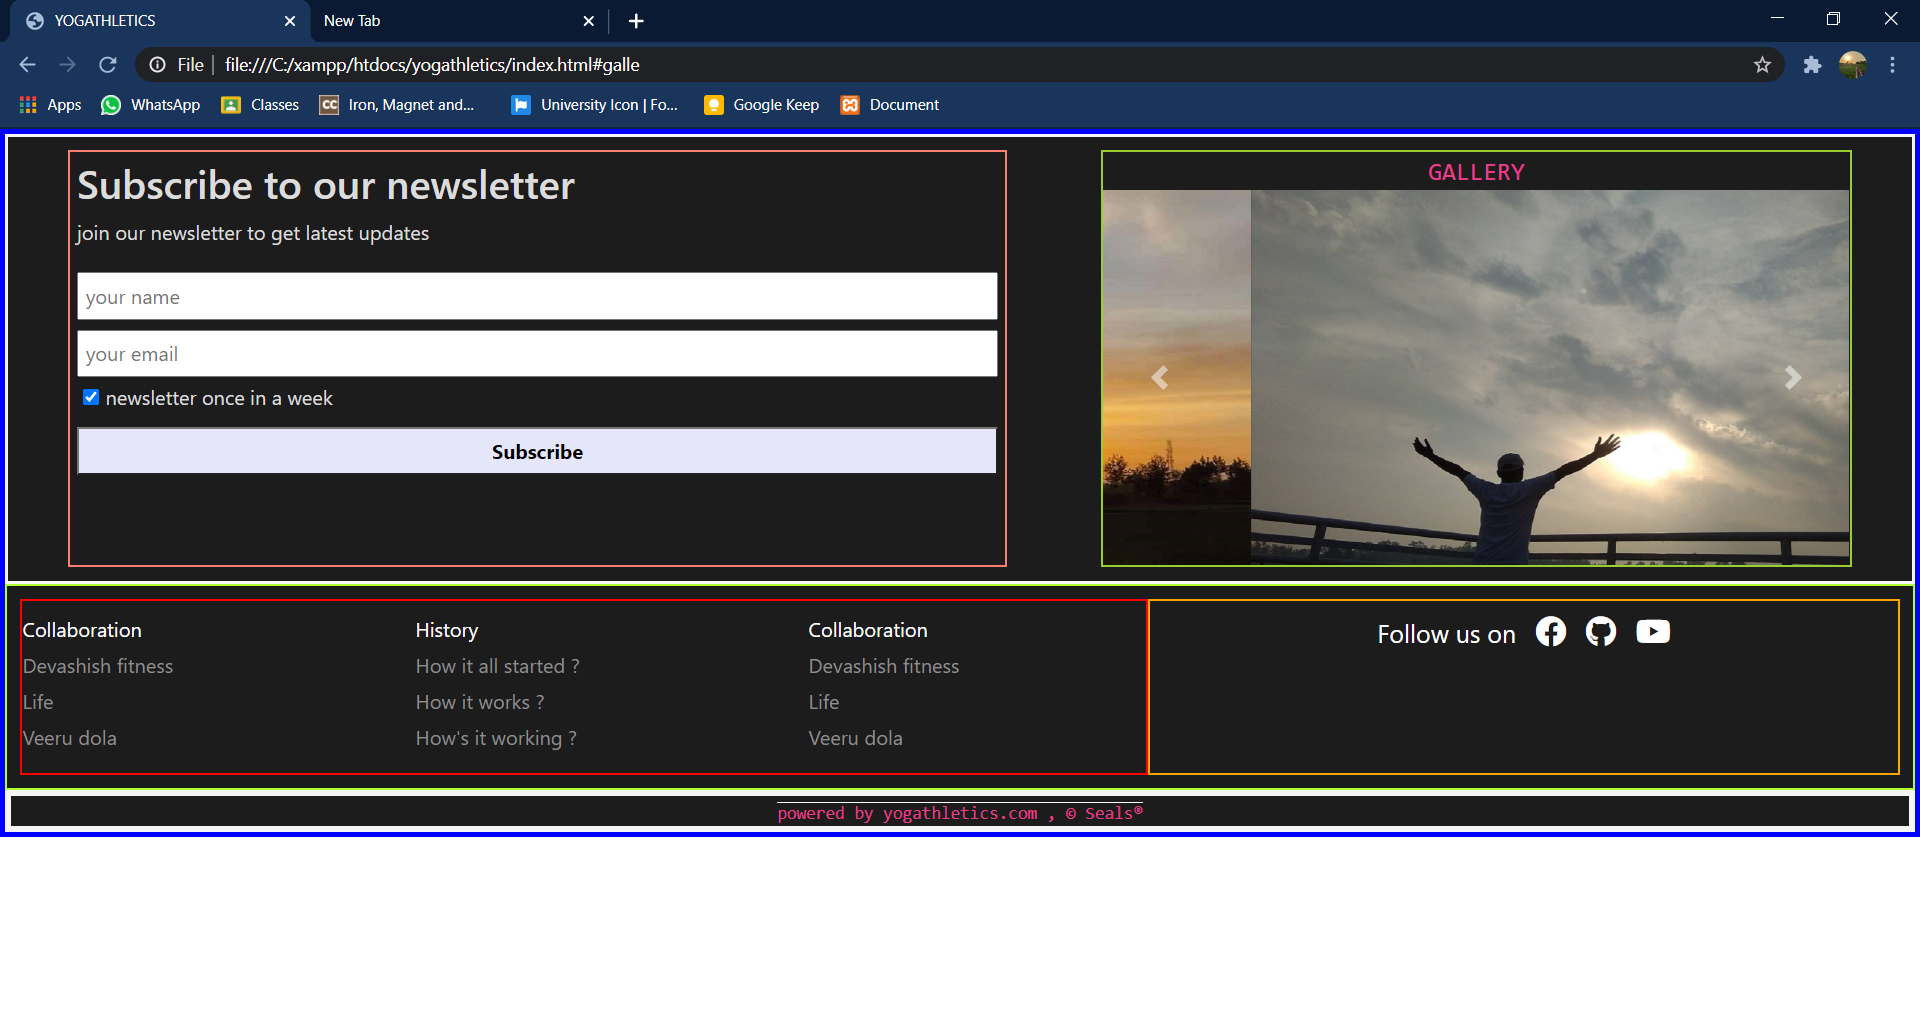 YOGATHLETICS
New Tab
File
file:///C:/xampp/htdocs/yogathletics/index.html#galle
Apps
WhatsApp
Classes
CC
Iron, Magnet and...
University Icon | Fo...
Google Keep
Document
Subscribe to our newsletter
join our newsletter to get latest updates
your name
your email
newsletter once in a week
Subscribe
GALLERY
Collaboration
Devashish fitness
Life
Veeru dola
History
How it all started ?
How it works ?
How's it working ?
Collaboration
Devashish fitness
Life
Veeru dola
Follow us on
powered by yogathletics.com , © Seals®